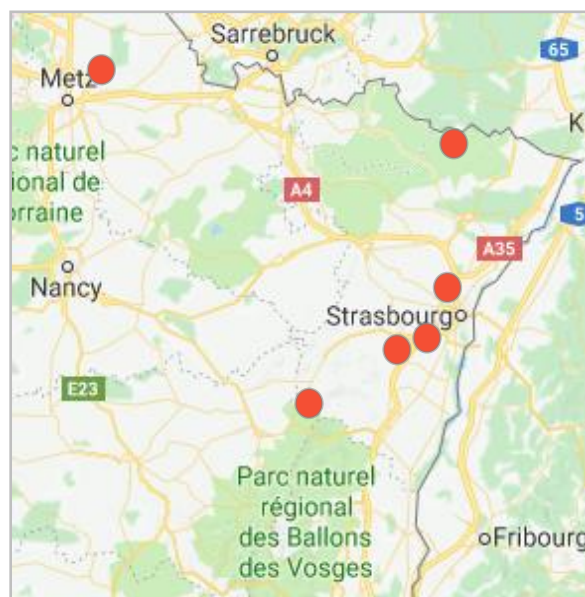 Sarrebruck
65
Metz
K
c naturel
ional de
orraine
A4
5
A35
Nancy
Strasbourg
E23
Parc naturel
régional
des Ballons
des Vosges
Fribourg